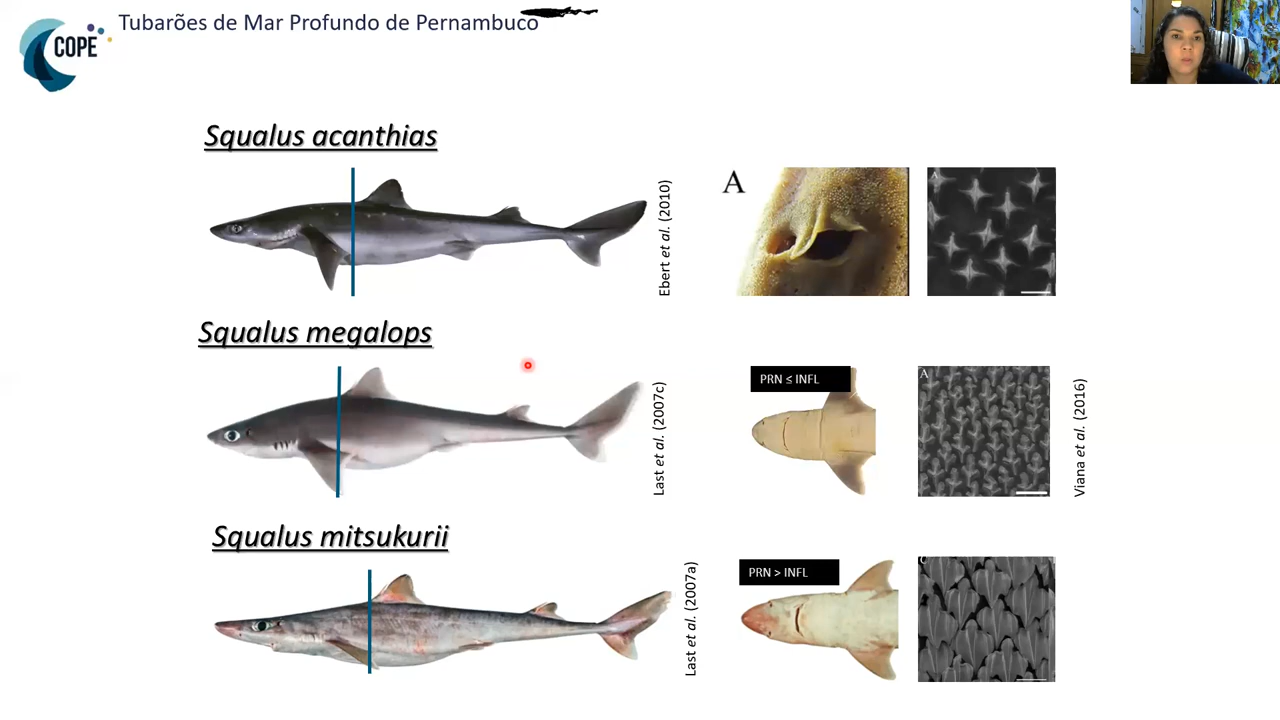 Tubarões de Mar Profundo de Pernambuco
COPE
Squalus acanthias
Ebert et al. (2010)
A
A
Squalus megalops
Last et al. (2007c)
PRN ≤ INFL
A
Viana et al. (2016)
Squalus mitsukurii
Last et al. (2007a)
PRN > INFL
C